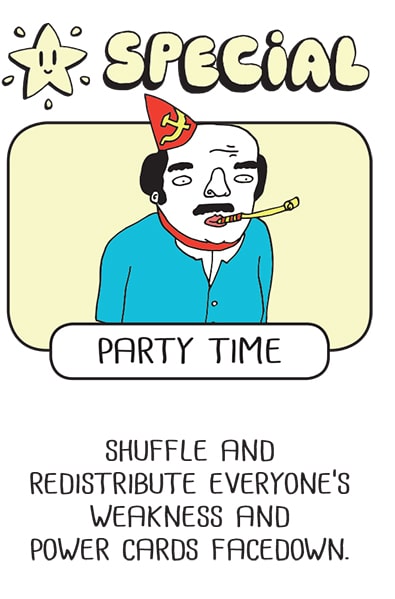 SPECiAL
PARTY TIME
SHUFFLE AND
REDISTRIBUTE EVERYONE'S
WEAKNESS AND
POWER CARDS FACEDOWN.